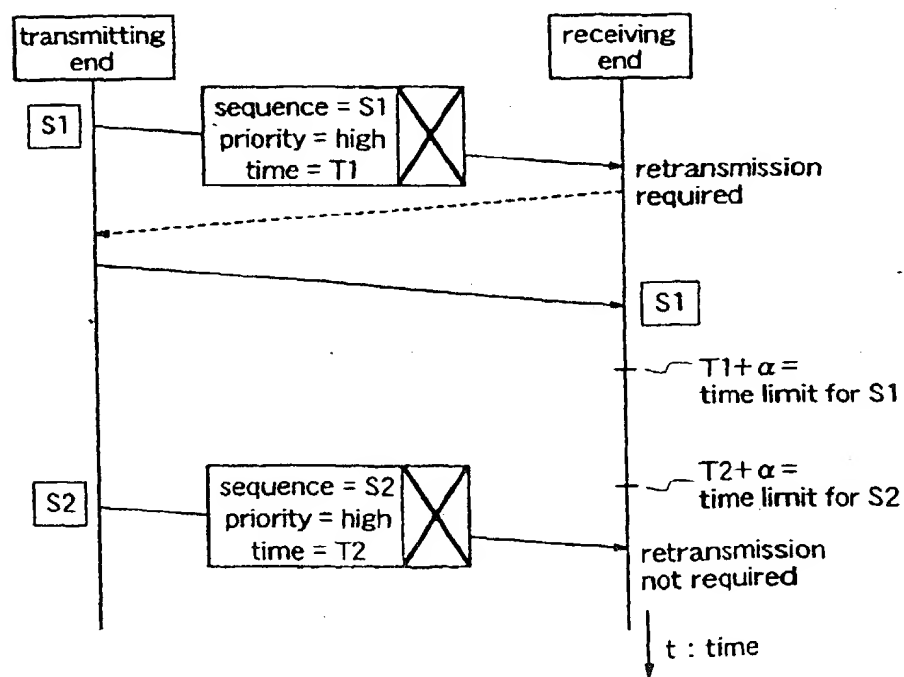 transmitting
end
receiving
end
S1
sequence = S1
priority = high
time = T1
retransmission
required
S1
T1+ α =
time limit for S1
T2+ α =
time limit for S2
S2
sequence = S2
priority = high
time = T2
retransmission
not required
t : time